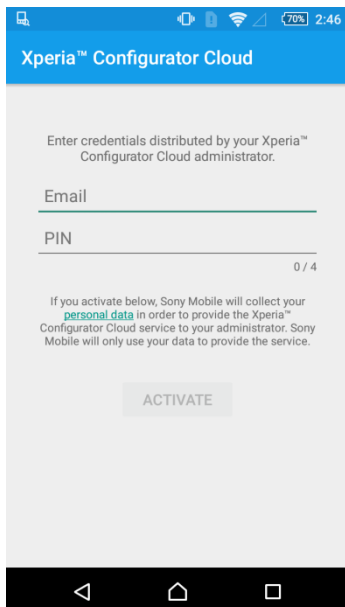 70% 2:46
Xperia™ Configurator Cloud
Enter credentials distributed by your Xperia™
Configurator Cloud administrator.
Email
PIN
0 / 4
If you activate below, Sony Mobile will collect your
personal data in order to provide the Xperia™
Configurator Cloud service to your administrator. Sony
Mobile will only use your data to provide the service.
ACTIVATE